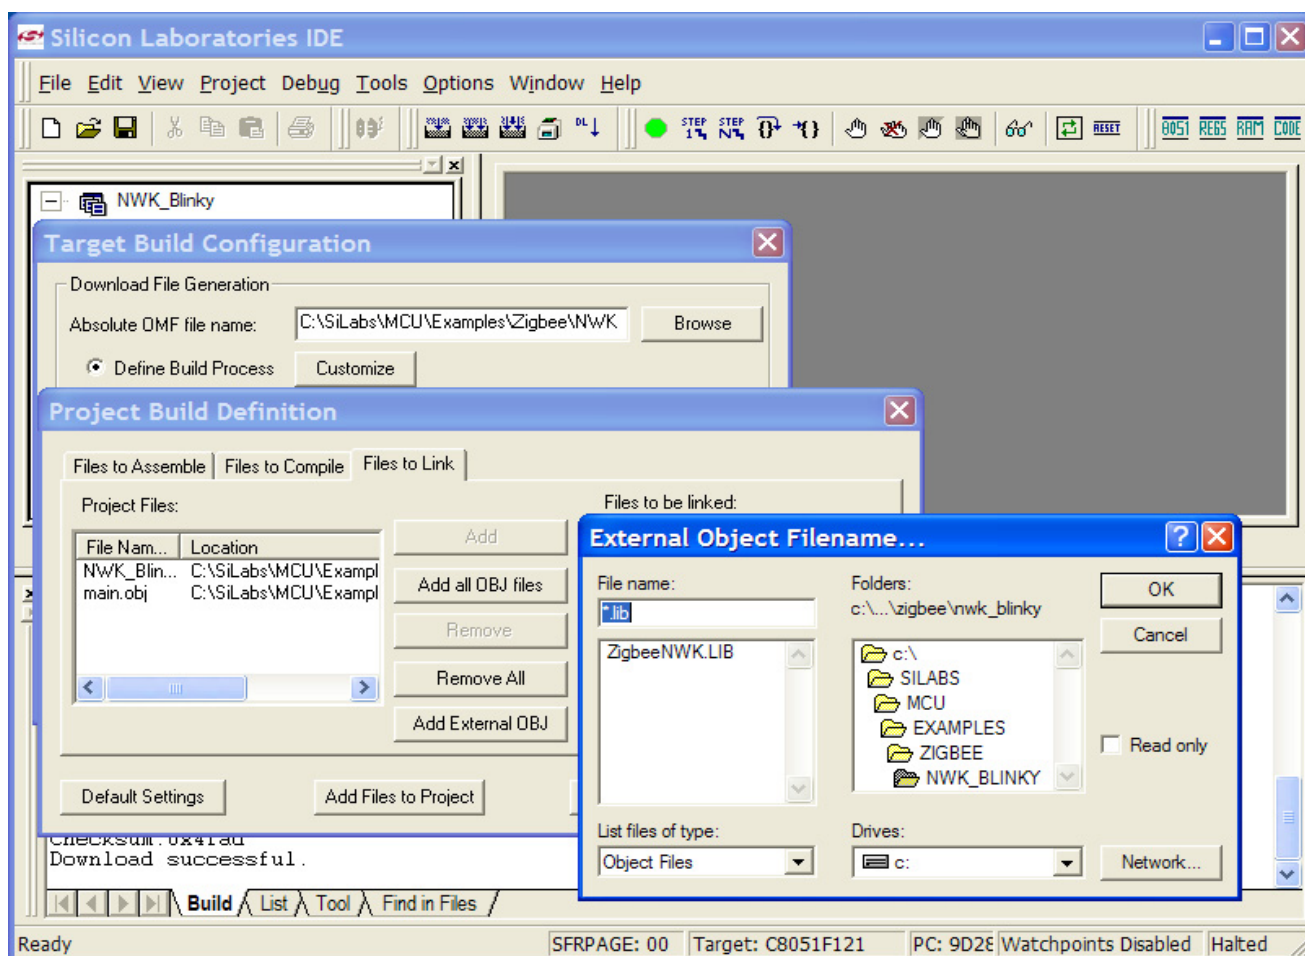 Silicon Laboratories IDE
File Edit View Project Debug Tools Options Window Help
DL STEP STEP RESET 8051 REGS RAM CODE
NWK_Blinky
Target Build Configuration
Download File Generation
Absolute OMF file name: C:\SiLabs\MCU\Examples\Zigbee\NWK Browse
Define Build Process Customize
Project Build Definition
Files to Assemble Files to Compile Files to Link
Project Files: Files to be linked:
File Nam... Location
NWK_Blin... C:\SiLabs\MCU\Exampl
main.obj C:\SiLabs\MCU\Exampl
Add
Add all OBJ files
Remove
Remove All
Add External OBJ
Default Settings Add Files to Project
External Object Filename...
File name:
*.lib
ZigbeeNWK.LIB
List files of type:
Object Files
Folders:
c:\...\zigbee\nwk_blinky
c:\
SILABS
MCU
EXAMPLES
ZIGBEE
NWK_BLINKY
Drives:
c:
OK
Cancel
Read only
Network...
Download successful.
Build List Tool Find in Files
Ready SFRPAGE: 00 Target: C8051F121 PC: 9D28 Watchpoints Disabled Halted